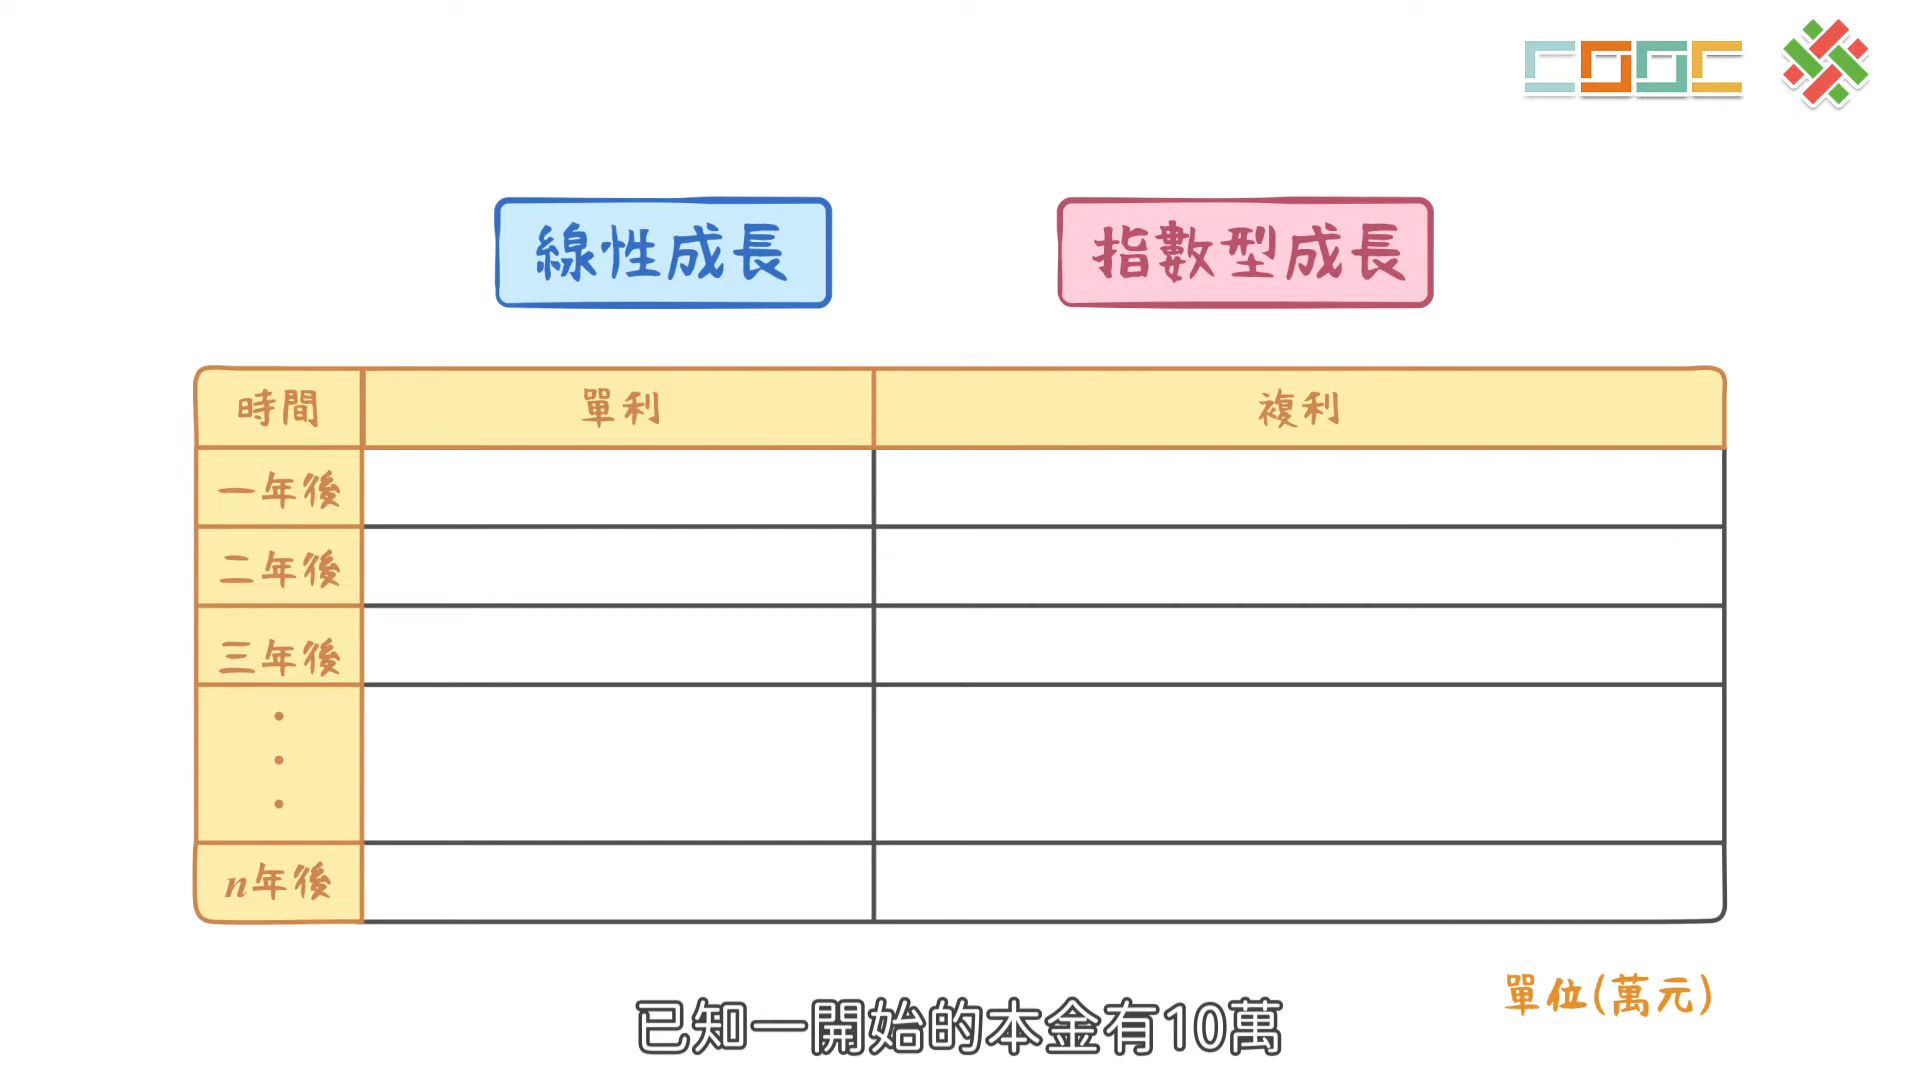 線性成長
指數型成長
時間 單利 複利
一年後
二年後
三年後
n年後
單位(萬元)
已知一開始的本金有10萬